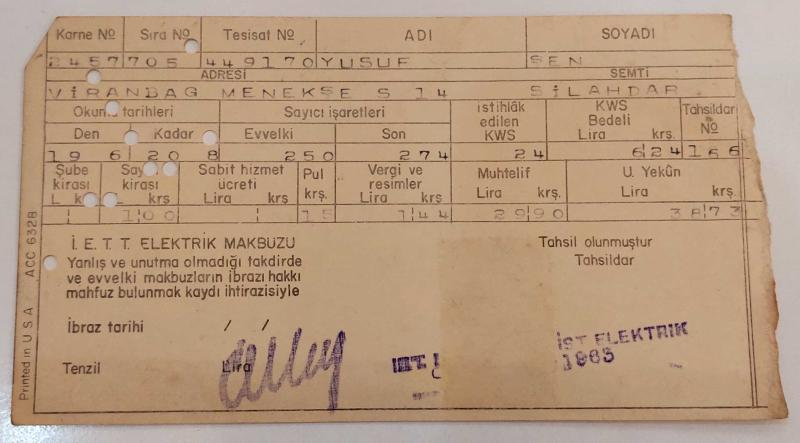 Karne № Sıra № Tesisat № ADI SOYADI
2457 705 449170 YUSUF ŞEN
ADRESİ SEMTİ
VİRANBAG MENEKŞE S 14 SİLAHDAR
Okuma tarihleri Sayıcı işaretleri istihlâk edilen KWS KWS Bedeli Tahsildar №
Den Kadar Evvelki Son Lira krş.
19 6 20 8 250 274 24 6 24 166
Şube kirası Sayaç kirası Sabit hizmet ücreti Pul Vergi ve resimler Muhtelif U. Yekûn
L krş Lira krş krş. Lira krş. Lira krş. Lira krş.
1 00 15 1 44 29 90 38 73
İ. E. T. T. ELEKTRİK MAKBUZU
Tahsil olunmuştur
Tahsildar
Yanlış ve unutma olmadığı takdirde
ve evvelki makbuzların ibrazı hakkı
mahfuz bulunmak kaydı ihtirazisiyle
İbraz tarihi / /
Tenzil Lira
İST ELEKTRİK
1963
Printed in U S A ACC 6328